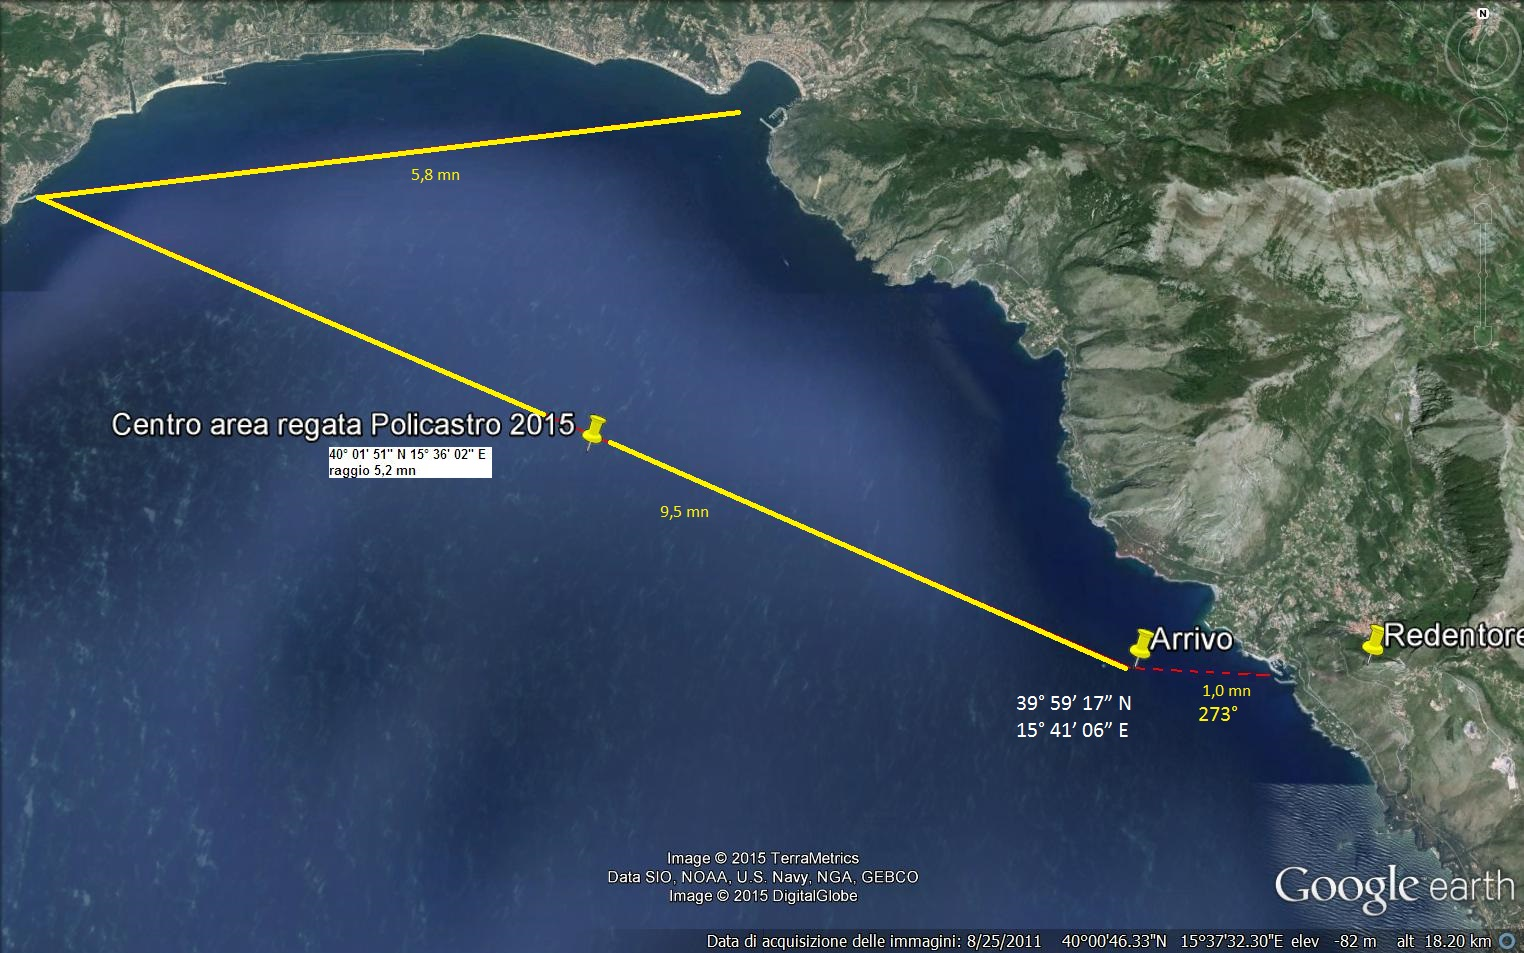 N
5,8 mn
Centro area regata Policastro 2015
40° 01' 51" N 15° 36' 02" E
raggio 5,2 mn
9,5 mn
Arrivo
Redentore
1,0 mn
273°
39° 59’ 17” N
15° 41’ 06” E
Image © 2015 TerraMetrics
Data SIO, NOAA, U.S. Navy, NGA, GEBCO
Image © 2015 DigitalGlobe
Google earth
Data di acquisizione delle immagini: 8/25/2011 40°00'46.33"N 15°37'32.30"E elev -82 m alt 18.20 km